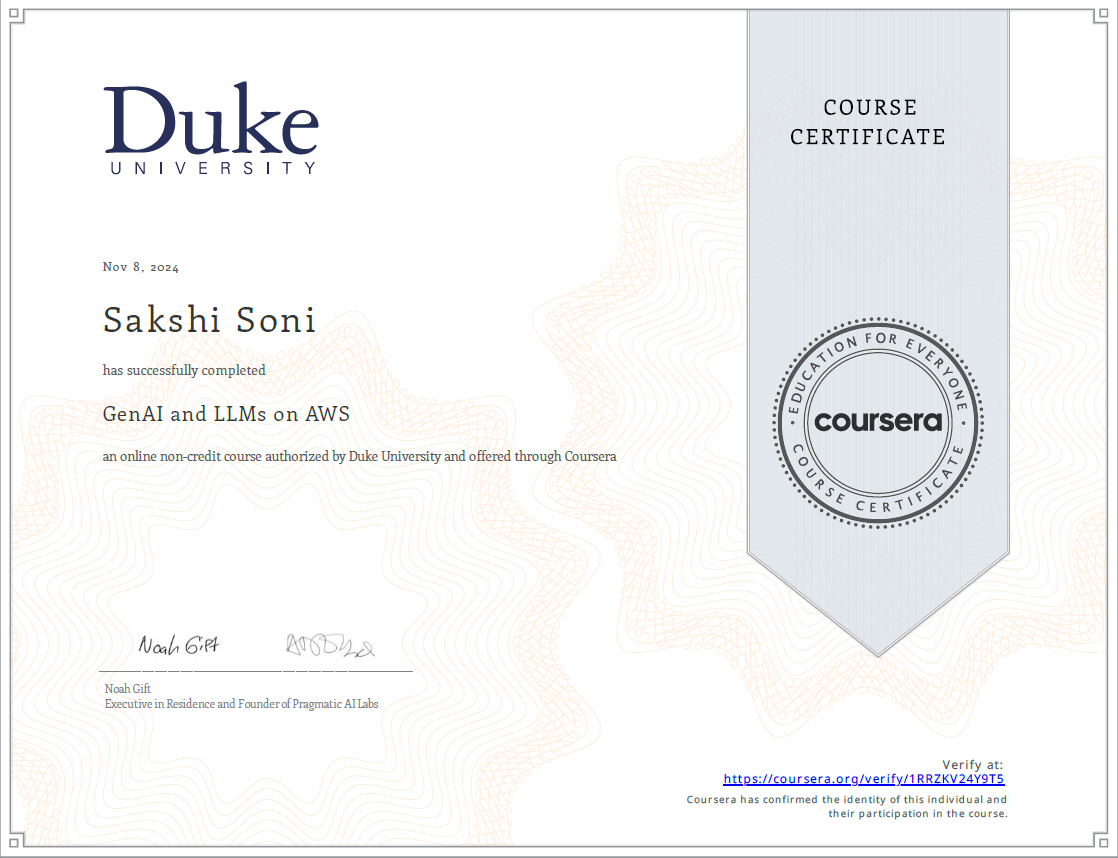 Duke
UNIVERSITY
COURSE
CERTIFICATE
Nov 8, 2024
Sakshi Soni
has successfully completed
GenAI and LLMs on AWS
an online non-credit course authorized by Duke University and offered through Coursera
EDUCATION FOR EVERYONE
coursera
COURSE CERTIFICATE
Noah Gift
Noah Gift
Executive in Residence and Founder of Pragmatic AI Labs
Verify at:
https://coursera.org/verify/1RRZKV24Y9T5
Coursera has confirmed the identity of this individual and
their participation in the course.